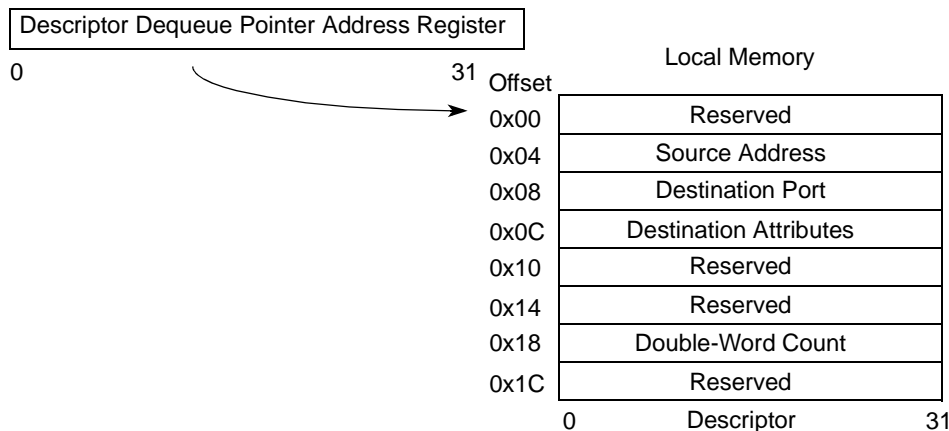 Descriptor Dequeue Pointer Address Register
0 31
Local Memory
Offset
0x00 Reserved
0x04 Source Address
0x08 Destination Port
0x0C Destination Attributes
0x10 Reserved
0x14 Reserved
0x18 Double-Word Count
0x1C Reserved
0 Descriptor 31